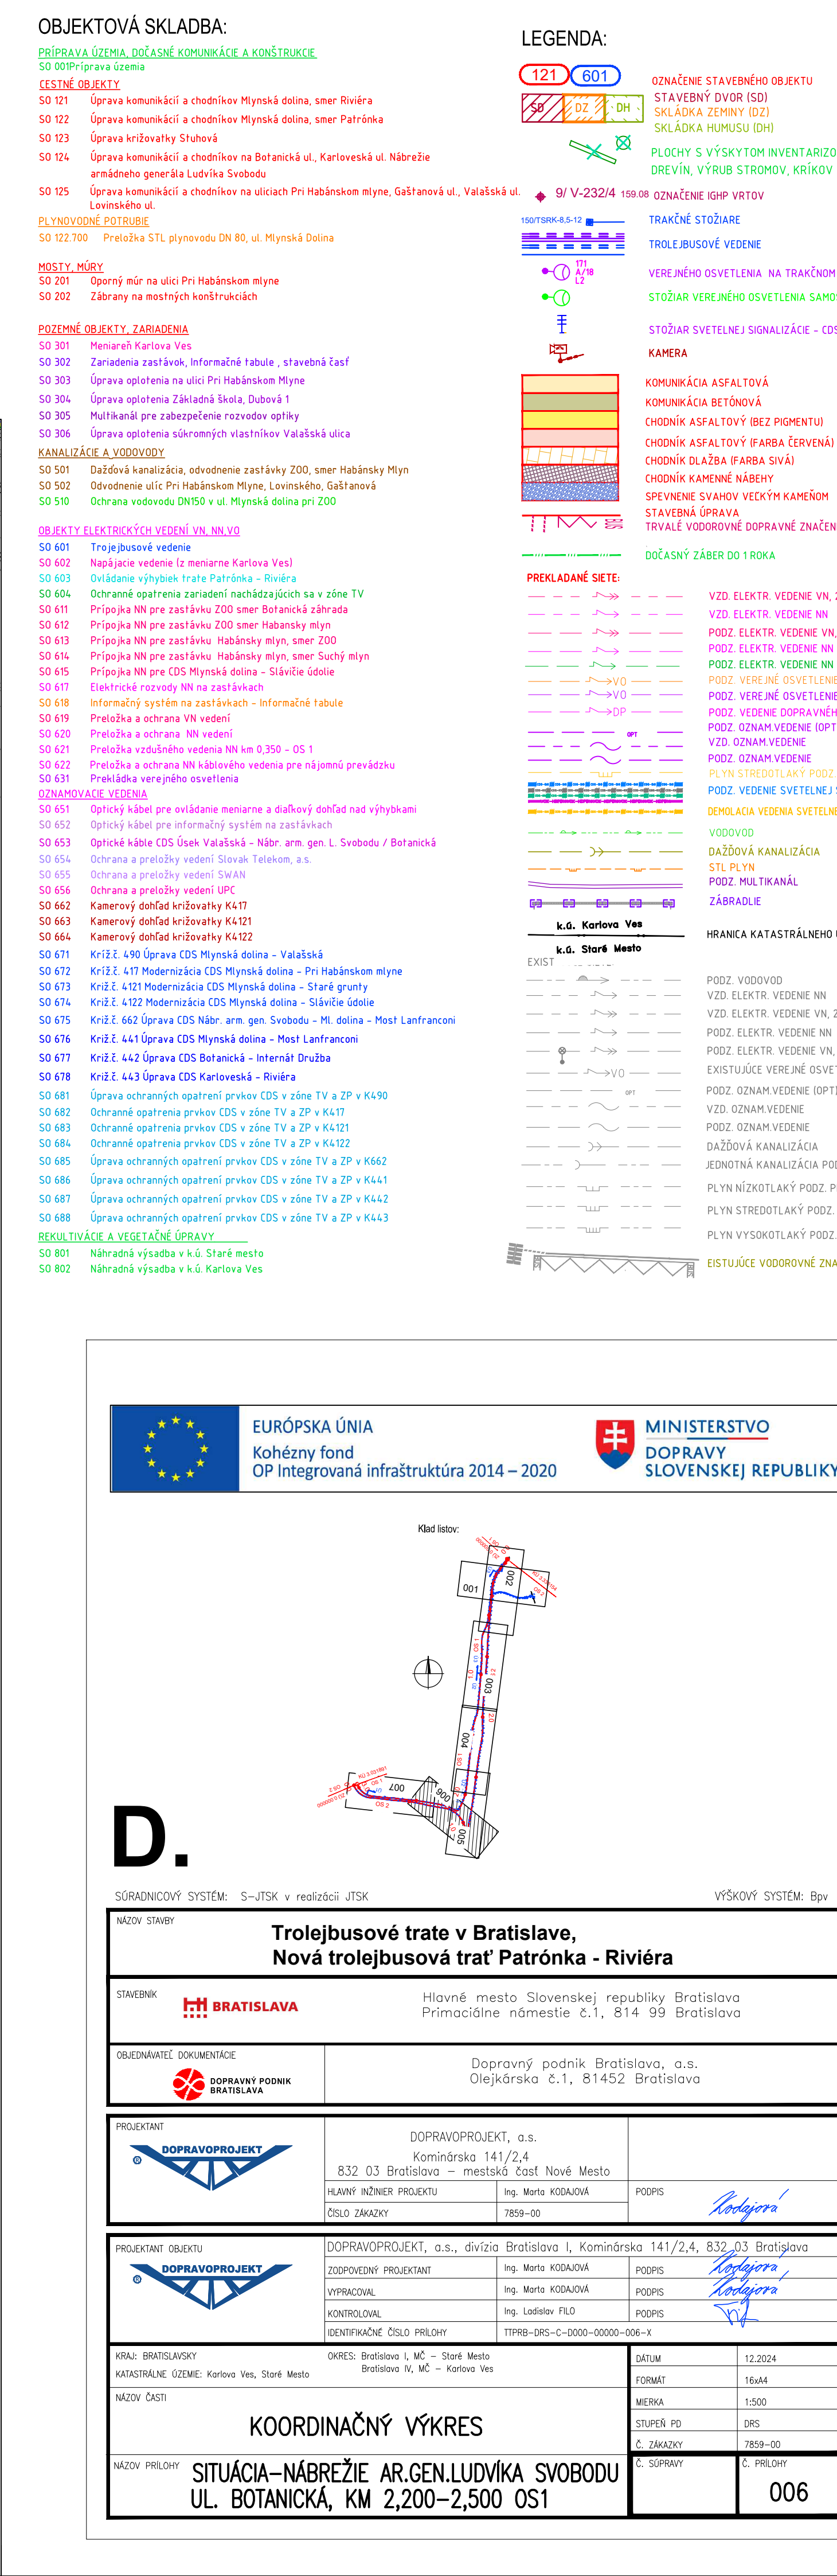 OBJEKTOVÁ SKLADBA:
PRÍPRAVA ÚZEMIA, DOČASNÉ KOMUNIKÁCIE A KONŠTRUKCIE
SO 001Príprava územia
CESTNÉ OBJEKTY
SO 121 Úprava komunikácií a chodníkov Mlynská dolina, smer Riviéra
SO 122 Úprava komunikácií a chodníkov Mlynská dolina, smer Patrónka
SO 123 Úprava križovatky Stuhová
SO 124 Úprava komunikácií a chodníkov na Botanická ul., Karloveská ul. Nábrežie
armádneho generála Ludvíka Svobodu
SO 125 Úprava komunikácií a chodníkov na uliciach Pri Habánskom mlyne, Gaštanová ul., Valašská ul.
Lovinského ul.
PLYNOVODNÉ POTRUBIE
SO 122.700 Preložka STL plynovodu DN 80, ul. Mlynská Dolina
MOSTY, MÚRY
SO 201 Oporný múr na ulici Pri Habánskom mlyne
SO 202 Zábrany na mostných konštrukciách
POZEMNÉ OBJEKTY, ZARIADENIA
SO 301 Meniareň Karlova Ves
SO 302 Zariadenia zastávok, Informačné tabule , stavebná časť
SO 303 Úprava oplotenia na ulici Pri Habánskom Mlyne
SO 304 Úprava oplotenia Základná škola, Dubová 1
SO 305 Multikanál pre zabezpečenie rozvodov optiky
SO 306 Úprava oplotenia súkromných vlastníkov Valašská ulica
KANALIZÁCIE A VODOVODY
SO 501 Dažďová kanalizácia, odvodnenie zastávky ZOO, smer Habánsky Mlyn
SO 502 Odvodnenie ulíc Pri Habánskom Mlyne, Lovinského, Gaštanová
SO 510 Ochrana vodovodu DN150 v ul. Mlynská dolina pri ZOO
OBJEKTY ELEKTRICKÝCH VEDENÍ VN, NN,VO
SO 601 Trojejbusové vedenie
SO 602 Napájacie vedenie (z meniarne Karlova Ves)
SO 603 Ovládanie výhybiek trate Patrónka - Riviéra
SO 604 Ochranné opatrenia zariadení nachádzajúcich sa v zóne TV
SO 611 Prípojka NN pre zastávku ZOO smer Botanická záhrada
SO 612 Prípojka NN pre zastávku ZOO smer Habansky mlyn
SO 613 Prípojka NN pre zastávku Habánsky mlyn, smer ZOO
SO 614 Prípojka NN pre zastávku Habánsky mlyn, smer Suchý mlyn
SO 615 Prípojka NN pre CDS Mlynská dolina - Slávičie údolie
SO 617 Elektrické rozvody NN na zastávkach
SO 618 Informačný systém na zastávkach - Informačné tabule
SO 619 Preložka a ochrana VN vedení
SO 620 Preložka a ochrana NN vedení
SO 621 Preložka vzdušného vedenia NN km 0,350 - OS 1
SO 622 Preložka a ochrana NN káblového vedenia pre nájomnú prevádzku
SO 631 Prekládka verejného osvetlenia
OZNAMOVACIE VEDENIA
SO 651 Optický kábel pre ovládanie meniarne a diaľkový dohľad nad výhybkami
SO 652 Optický kábel pre informačný systém na zastávkach
SO 653 Optické káble CDS Úsek Valašská - Nábr. arm. gen. L. Svobodu / Botanická
SO 654 Ochrana a preložky vedení Slovak Telekom, a.s.
SO 655 Ochrana a preložky vedení SWAN
SO 656 Ochrana a preložky vedení UPC
SO 662 Kamerový dohľad križovatky K417
SO 663 Kamerový dohľad križovatky K4121
SO 664 Kamerový dohľad križovatky K4122
SO 671 Kríž.č. 490 Úprava CDS Mlynská dolina - Valašská
SO 672 Kríž.č. 417 Modernizácia CDS Mlynská dolina - Pri Habánskom mlyne
SO 673 Križ.č. 4121 Modernizácia CDS Mlynská dolina - Staré grunty
SO 674 Križ.č. 4122 Modernizácia CDS Mlynská dolina - Slávičie údolie
SO 675 Križ.č. 662 Úprava CDS Nábr. arm. gen. Svobodu - Ml. dolina - Most Lanfranconi
SO 676 Križ.č. 441 Úprava CDS Mlynská dolina - Most Lanfranconi
SO 677 Križ.č. 442 Úprava CDS Botanická - Internát Družba
SO 678 Križ.č. 443 Úprava CDS Karloveská - Riviéra
SO 681 Úprava ochranných opatrení prvkov CDS v zóne TV a ZP v K490
SO 682 Ochranné opatrenia prvkov CDS v zóne TV a ZP v K417
SO 683 Ochranné opatrenia prvkov CDS v zóne TV a ZP v K4121
SO 684 Ochranné opatrenia prvkov CDS v zóne TV a ZP v K4122
SO 685 Úprava ochranných opatrení prvkov CDS v zóne TV a ZP v K662
SO 686 Úprava ochranných opatrení prvkov CDS v zóne TV a ZP v K441
SO 687 Úprava ochranných opatrení prvkov CDS v zóne TV a ZP v K442
SO 688 Úprava ochranných opatrení prvkov CDS v zóne TV a ZP v K443
REKULTIVÁCIE A VEGETAČNÉ ÚPRAVY
SO 801 Náhradná výsadba v k.ú. Staré mesto
SO 802 Náhradná výsadba v k.ú. Karlova Ves
LEGENDA:
121 601 OZNAČENIE STAVEBNÉHO OBJEKTU
SD DZ DH STAVEBNÝ DVOR (SD)
SKLÁDKA ZEMINY (DZ)
SKLÁDKA HUMUSU (DH)
PLOCHY S VÝSKYTOM INVENTARIZO
DREVÍN, VÝRUB STROMOV, KRÍKOV
9/ V-232/4 159.08 OZNAČENIE IGHP VRTOV
150/TSRK-8,5-12 TRAKČNÉ STOŽIARE
TROLEJBUSOVÉ VEDENIE
171
A/18
L2
VEREJNÉHO OSVETLENIA NA TRAKČNOM
STOŽIAR VEREJNÉHO OSVETLENIA SAMO
STOŽIAR SVETELNEJ SIGNALIZÁCIE - CDS
KAMERA
KOMUNIKÁCIA ASFALTOVÁ
KOMUNIKÁCIA BETÓNOVÁ
CHODNÍK ASFALTOVÝ (BEZ PIGMENTU)
CHODNÍK ASFALTOVÝ (FARBA ČERVENÁ)
CHODNÍK DLAŽBA (FARBA SIVÁ)
CHODNÍK KAMENNÉ NÁBEHY
SPEVNENIE SVAHOV VEĽKÝM KAMEŇOM
STAVEBNÁ ÚPRAVA
TRVALÉ VODOROVNÉ DOPRAVNÉ ZNAČEN
DOČASNÝ ZÁBER DO 1 ROKA
PREKLADANÉ SIETE:
VZD. ELEKTR. VEDENIE VN, 2
VZD. ELEKTR. VEDENIE NN
PODZ. ELEKTR. VEDENIE VN,
PODZ. ELEKTR. VEDENIE NN
PODZ. ELEKTR. VEDENIE NN
VO PODZ. VEREJNÉ OSVETLENIE
VO PODZ. VEREJNÉ OSVETLENIE
DP PODZ. VEDENIE DOPRAVNÉH
OPT PODZ. OZNAM.VEDENIE (OPT
VZD. OZNAM.VEDENIE
PODZ. OZNAM.VEDENIE
PLYN STREDOTLAKÝ PODZ.
PODZ. VEDENIE SVETELNEJ
DEMOLACIA VEDENIA SVETELNE
VODOVOD
DAŽĎOVÁ KANALIZÁCIA
STL PLYN
PODZ. MULTIKANÁL
ZÁBRADLIE
k.ú. Karlova Ves
k.ú. Staré Mesto
HRANICA KATASTRÁLNEHO
EXIST
PODZ. VODOVOD
VZD. ELEKTR. VEDENIE NN
VZD. ELEKTR. VEDENIE VN, 2
PODZ. ELEKTR. VEDENIE NN
PODZ. ELEKTR. VEDENIE VN,
VO EXISTUJÚCE VEREJNÉ OSVET
OPT PODZ. OZNAM.VEDENIE (OPT)
VZD. OZNAM.VEDENIE
PODZ. OZNAM.VEDENIE
DAŽĎOVÁ KANALIZÁCIA
JEDNOTNÁ KANALIZÁCIA POD
PLYN NÍZKOTLAKÝ PODZ. P
PLYN STREDOTLAKÝ PODZ.
PLYN VYSOKOTLAKÝ PODZ.
EISTUJÚCE VODOROVNÉ ZNA
EURÓPSKA ÚNIA
Kohézny fond
OP Integrovaná infraštruktúra 2014 – 2020
MINISTERSTVO
DOPRAVY
SLOVENSKEJ REPUBLIKY
Klad listov:
001
002
003
004
005
006
007
OS 1
OS 1
OS 2
D.
SÚRADNICOVÝ SYSTÉM: S-JTSK v realizácii JTSK
VÝŠKOVÝ SYSTÉM: Bpv
NÁZOV STAVBY
Trolejbusové trate v Bratislave,
Nová trolejbusová trať Patrónka - Riviéra
STAVEBNÍK
BRATISLAVA
Hlavné mesto Slovenskej republiky Bratislava
Primaciálne námestie č.1, 814 99 Bratislava
OBJEDNÁVATEĽ DOKUMENTÁCIE
DOPRAVNÝ PODNIK
BRATISLAVA
Dopravný podnik Bratislava, a.s.
Olejkárska č.1, 81452 Bratislava
PROJEKTANT
DOPRAVOPROJEKT
DOPRAVOPROJEKT, a.s.
Kominárska 141/2,4
832 03 Bratislava – mestská časť Nové Mesto
HLAVNÝ INŽINIER PROJEKTU Ing. Marta KODAJOVÁ PODPIS Kodajová
ČÍSLO ZÁKAZKY 7859-00
PROJEKTANT OBJEKTU
DOPRAVOPROJEKT
DOPRAVOPROJEKT, a.s., divízia Bratislava I, Kominárska 141/2,4, 832 03 Bratislava
ZODPOVEDNÝ PROJEKTANT Ing. Marta KODAJOVÁ PODPIS Kodajová
VYPRACOVAL Ing. Marta KODAJOVÁ PODPIS Kodajová
KONTROLOVAL Ing. Ladislav FILO PODPIS
IDENTIFIKAČNÉ ČÍSLO PRÍLOHY TTPRB-DRS-C-D000-00000-006-X
KRAJ: BRATISLAVSKY
KATASTRÁLNE ÚZEMIE: Karlova Ves, Staré Mesto
OKRES: Bratislava I, MČ – Staré Mesto
Bratislava IV, MČ – Karlova Ves
DÁTUM 12.2024
FORMÁT 16xA4
MIERKA 1:500
STUPEŇ PD DRS
Č. ZÁKAZKY 7859-00
NÁZOV ČASTI
KOORDINAČNÝ VÝKRES
NÁZOV PRÍLOHY
SITUÁCIA-NÁBREŽIE AR.GEN.LUDVÍKA SVOBODU
UL. BOTANICKÁ, KM 2,200-2,500 OS1
Č. SÚPRAVY
Č. PRÍLOHY
006